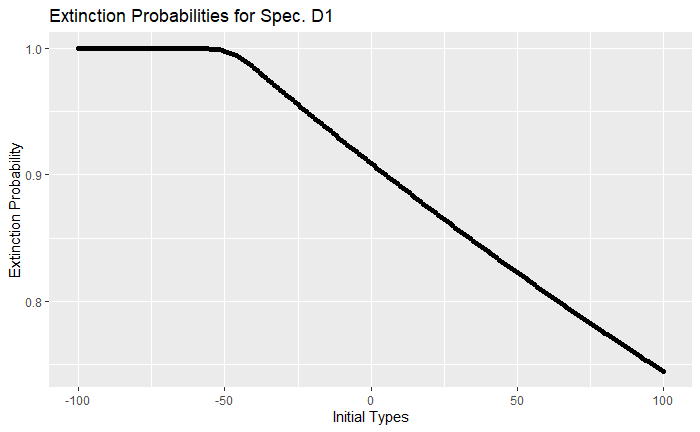 Extinction Probabilities for Spec. D1
Extinction Probability
1.0
0.9
0.8
-100
-50
0
50
100
Initial Types